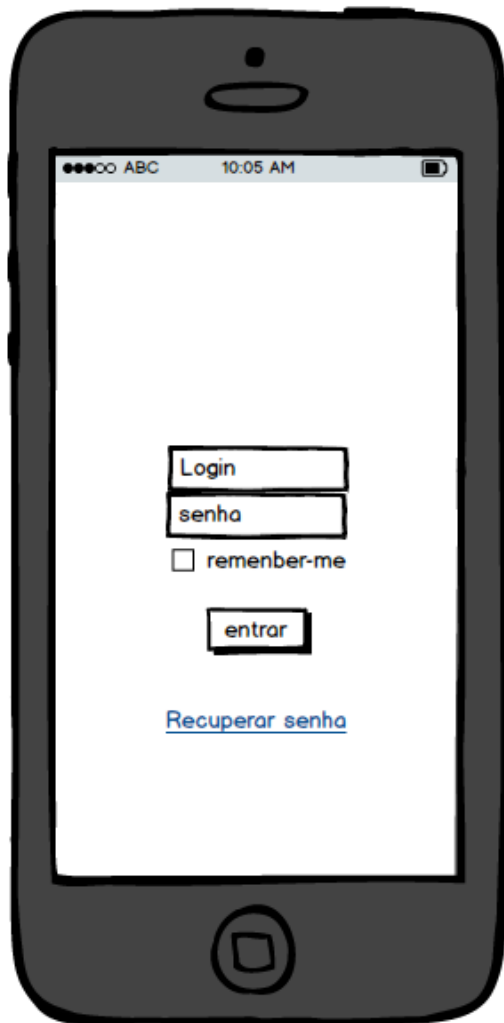 ABC 10:05 AM
Login
senha
remenber-me
entrar
Recuperar senha